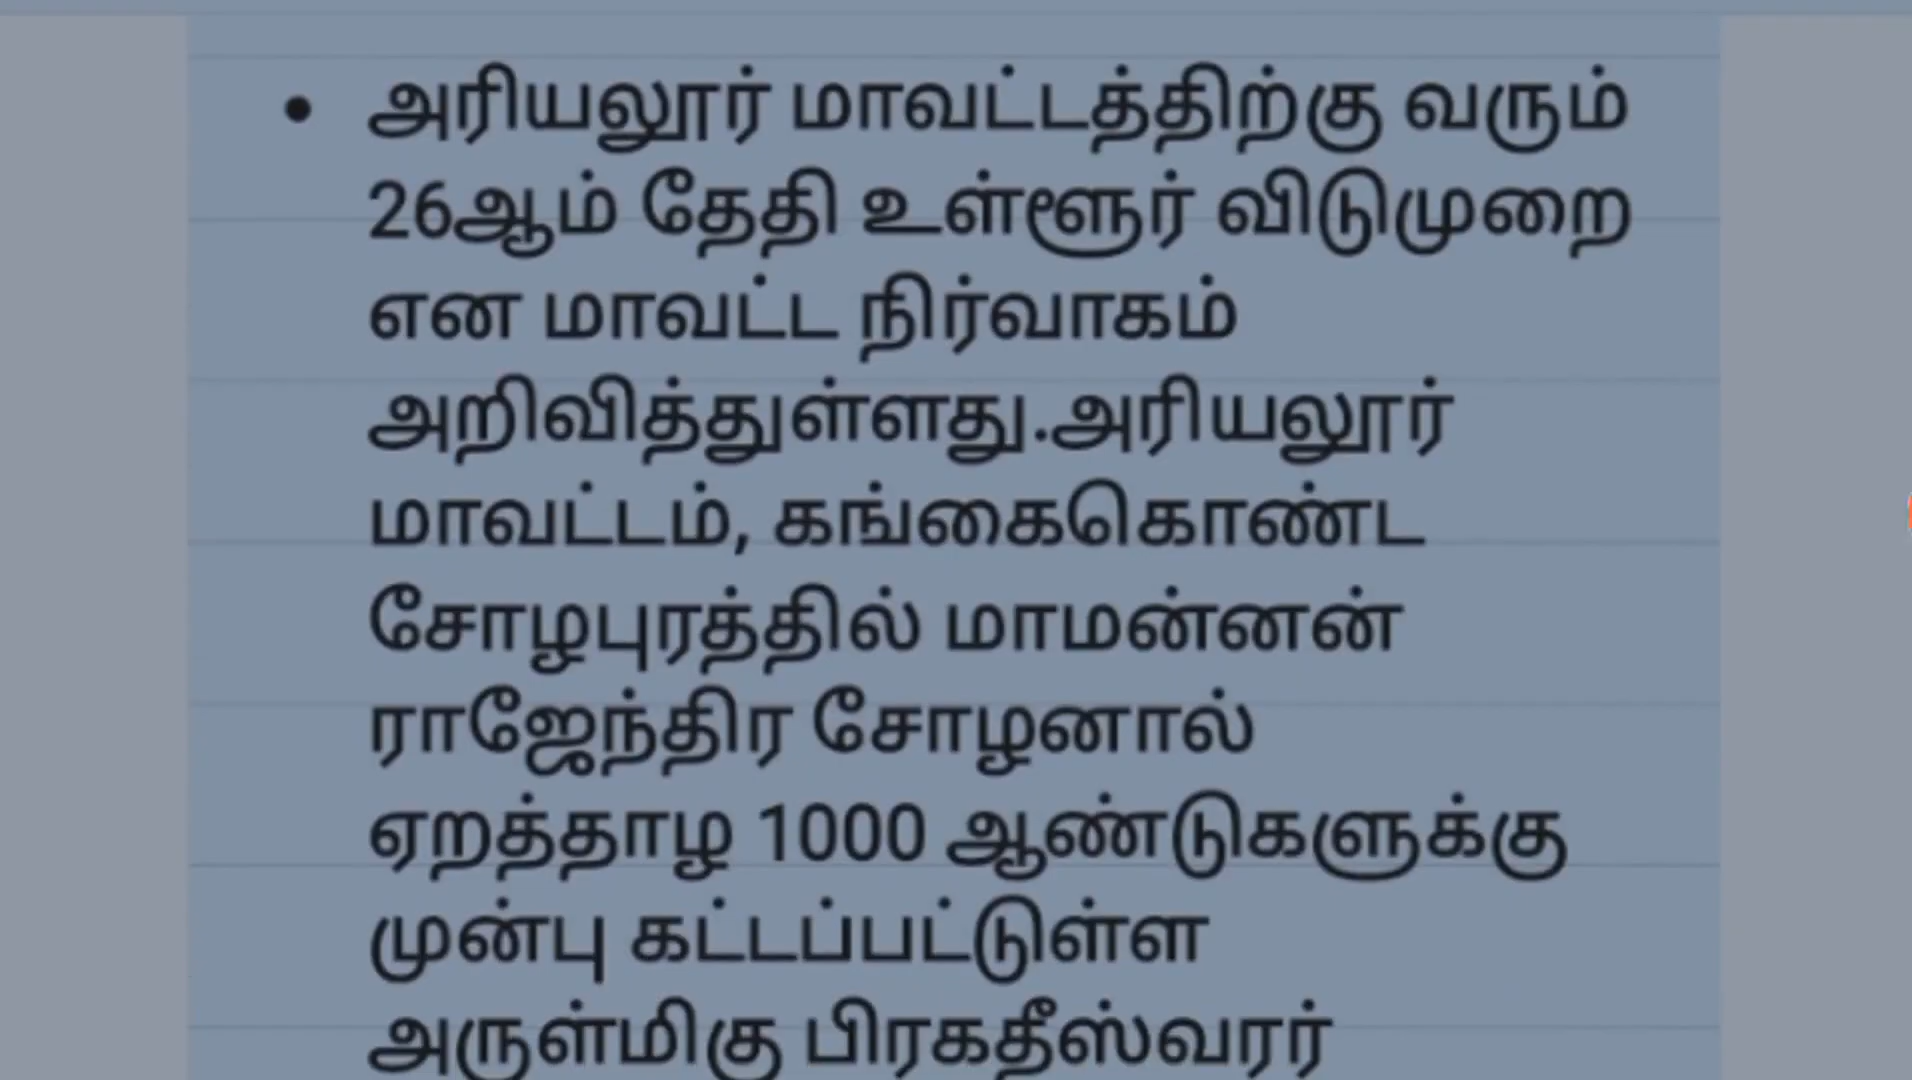 • அரியலூர் மாவட்டத்திற்கு வரும்
26ஆம் தேதி உள்ளூர் விடுமுறை
என மாவட்ட நிர்வாகம்
அறிவித்துள்ளது.அரியலூர்
மாவட்டம், கங்கைகொண்ட
சோழபுரத்தில் மாமன்னன்
ராஜேந்திர சோழனால்
ஏறத்தாழ 1000 ஆண்டுகளுக்கு
முன்பு கட்டப்பட்டுள்ள
அருள்மிகு பிரகதீஸ்வரர்